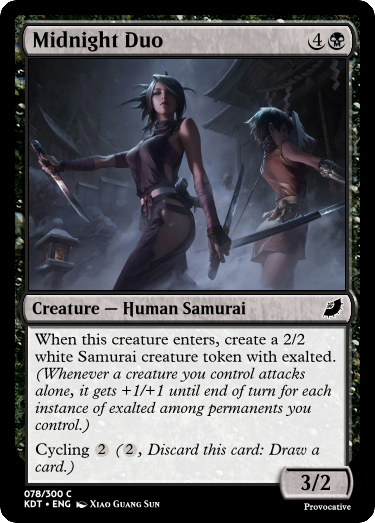 Midnight Duo 4
Creature — Human Samurai
When this creature enters, create a 2/2
white Samurai creature token with exalted.
(Whenever a creature you control attacks
alone, it gets +1/+1 until end of turn for each
instance of exalted among permanents you
control.)
Cycling 2 (2, Discard this card: Draw a
card.)
3/2
078/300 C
KDT • ENG Xiao Guang Sun
Provocative